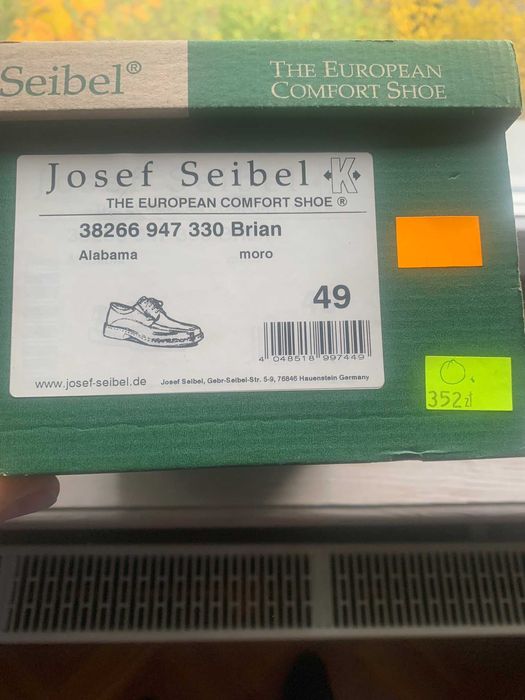 Seibel®
THE EUROPEAN
COMFORT SHOE
Josef Seibel K
THE EUROPEAN COMFORT SHOE ®
38266 947 330 Brian
Alabama moro
49
4 048518 997449
www.josef-seibel.de Josef Seibel, Gebr-Seibel-Str. 5-9, 76846 Hauenstein Germany
352zł